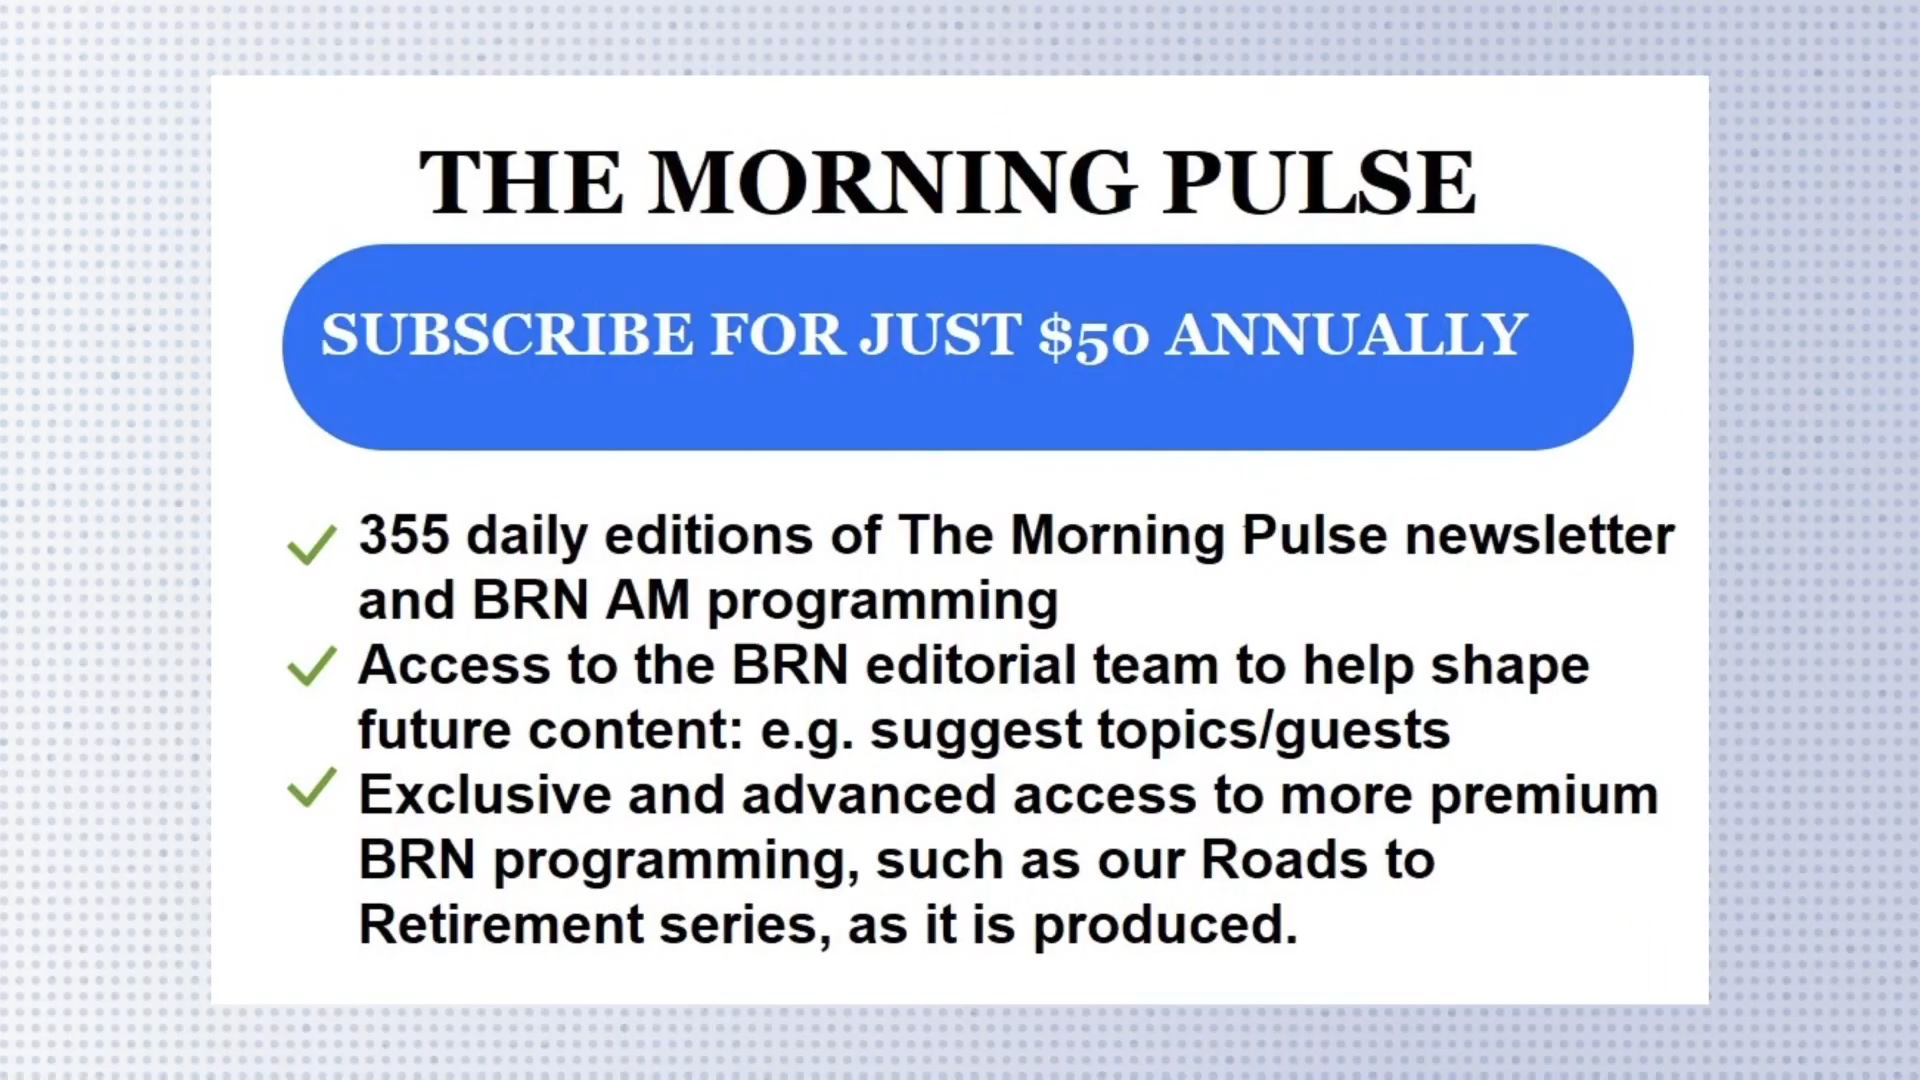 THE MORNING PULSE
SUBSCRIBE FOR JUST $50 ANNUALLY
355 daily editions of The Morning Pulse newsletter
and BRN AM programming
Access to the BRN editorial team to help shape
future content: e.g. suggest topics/guests
Exclusive and advanced access to more premium
BRN programming, such as our Roads to
Retirement series, as it is produced.